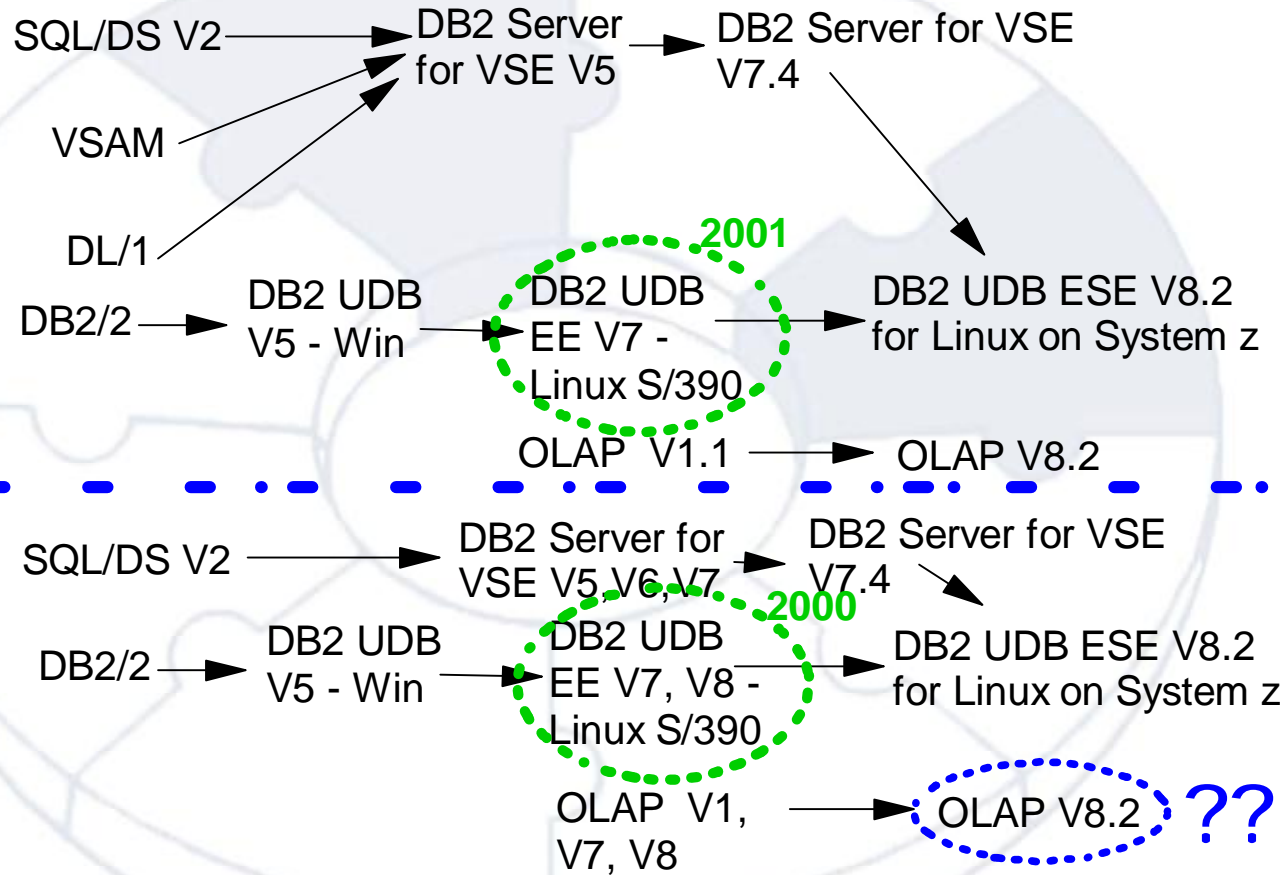 SQL/DS V2
DB2 Server
for VSE V5
DB2 Server for VSE
V7.4
VSAM
DL/1
2001
DB2/2
DB2 UDB
V5 - Win
DB2 UDB
EE V7 -
Linux S/390
DB2 UDB ESE V8.2
for Linux on System z
OLAP V1.1
OLAP V8.2
SQL/DS V2
DB2 Server for
VSE V5,V6,V7
DB2 Server for VSE
V7.4
2000
DB2/2
DB2 UDB
V5 - Win
DB2 UDB
EE V7, V8 -
Linux S/390
DB2 UDB ESE V8.2
for Linux on System z
OLAP V1,
V7, V8
OLAP V8.2
??